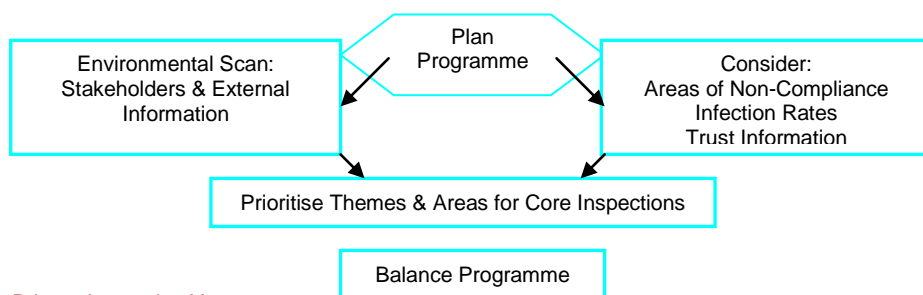 Plan
Programme
Environmental Scan:
Stakeholders & External
Information
Consider:
Areas of Non-Compliance
Infection Rates
Trust Information
Prioritise Themes & Areas for Core Inspections
Balance Programme